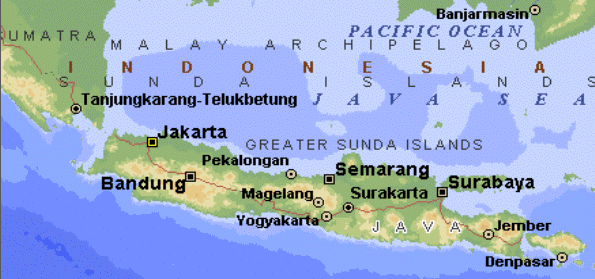 Banjarmasin
UMATRA
PACIFIC OCEAN
MALAY ARCHIPELAGO
INDONESIA
SUNDA ISLANDS
Tanjungkarang-Telukbetung
JAVA SEA
Jakarta
GREATER SUNDA ISLANDS
Pekalongan
Semarang
Bandung
Surabaya
Magelang
Surakarta
Yogyakarta
JAVA
Jember
Denpasar